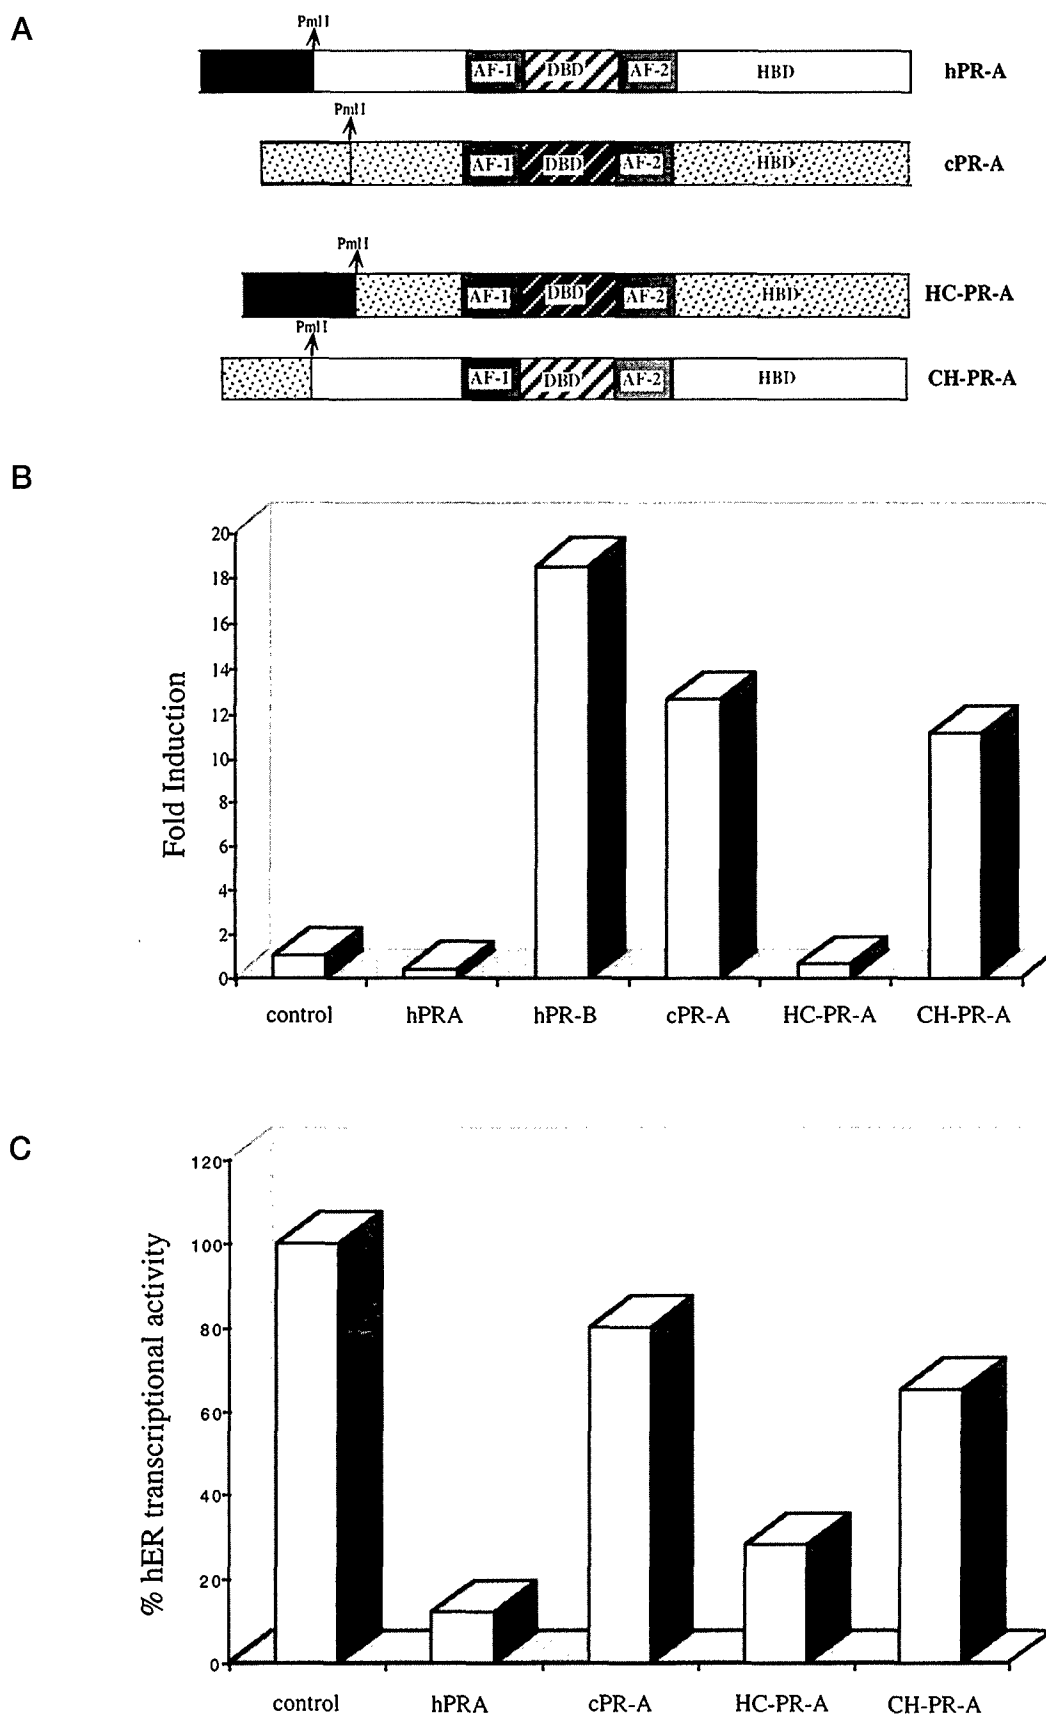 A
PmlI
AF-1 DBD AF-2 HBD hPR-A
PmlI
AF-1 DBD AF-2 HBD cPR-A
PmlI
AF-1 DBD AF-2 HBD HC-PR-A
PmlI
AF-1 DBD AF-2 HBD CH-PR-A
B
Fold Induction
20
18
16
14
12
10
8
6
4
2
0
control hPRA hPR-B cPR-A HC-PR-A CH-PR-A
C
% hER transcriptional activity
120
100
80
60
40
20
0
control hPRA cPR-A HC-PR-A CH-PR-A